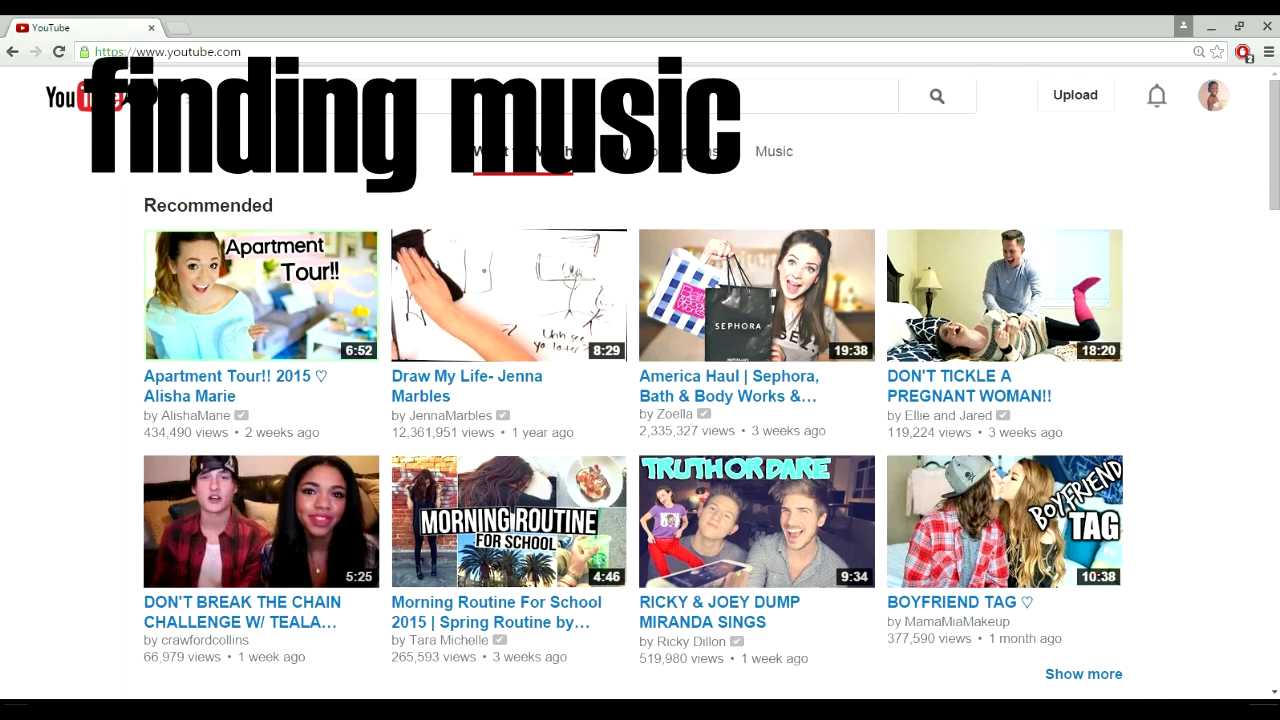 YouTube
https://www.youtube.com
2
finding music
You
Upload
Music
Recommended
Apartment
Tour!!
6:52
8:29
SEPHORA
19:38
18:20
Apartment Tour!! 2015 ♡
Alisha Marie
by AlishaMarie
434,490 views • 2 weeks ago
Draw My Life- Jenna
Marbles
by JennaMarbles
12,361,951 views • 1 year ago
America Haul | Sephora,
Bath & Body Works &...
by Zoella
2,335,327 views • 3 weeks ago
DON'T TICKLE A
PREGNANT WOMAN!!
by Ellie and Jared
119,224 views • 3 weeks ago
5:25
MORNING ROUTINE
FOR SCHOOL
4:46
TRUTH OR DARE
9:34
BOYFRIEND
TAG
10:38
DON'T BREAK THE CHAIN
CHALLENGE W/ TEALA...
by crawfordcollins
66,979 views • 1 week ago
Morning Routine For School
2015 | Spring Routine by...
by Tara Michelle
265,593 views • 3 weeks ago
RICKY & JOEY DUMP
MIRANDA SINGS
by Ricky Dillon
519,980 views • 1 week ago
BOYFRIEND TAG ♡
by MamaMiaMakeup
377,590 views • 1 month ago
Show more